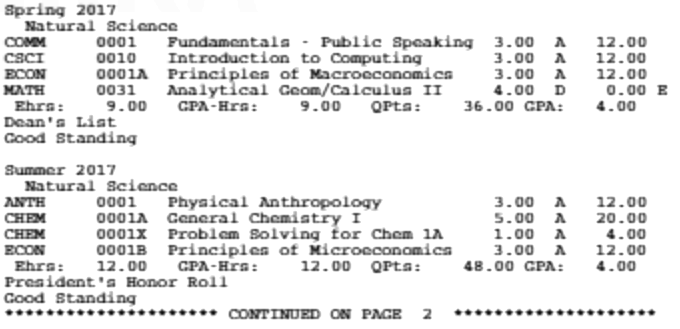 Spring 2017
Natural Science
COMM 0001 Fundamentals - Public Speaking 3.00 A 12.00
CSCI 0010 Introduction to Computing 3.00 A 12.00
ECON 0001A Principles of Macroeconomics 3.00 A 12.00
MATH 0031 Analytical Geom/Calculus II 4.00 D 0.00 E
Ehrs: 9.00 GPA-Hrs: 9.00 QPts: 36.00 GPA: 4.00
Dean's List
Good Standing
Summer 2017
Natural Science
ANTH 0001 Physical Anthropology 3.00 A 12.00
CHEM 0001A General Chemistry I 5.00 A 20.00
CHEM 0001X Problem Solving for Chem 1A 1.00 A 4.00
ECON 0001B Principles of Microeconomics 3.00 A 12.00
Ehrs: 12.00 GPA-Hrs: 12.00 QPts: 48.00 GPA: 4.00
President's Honor Roll
Good Standing
********************* CONTINUED ON PAGE 2 ********************